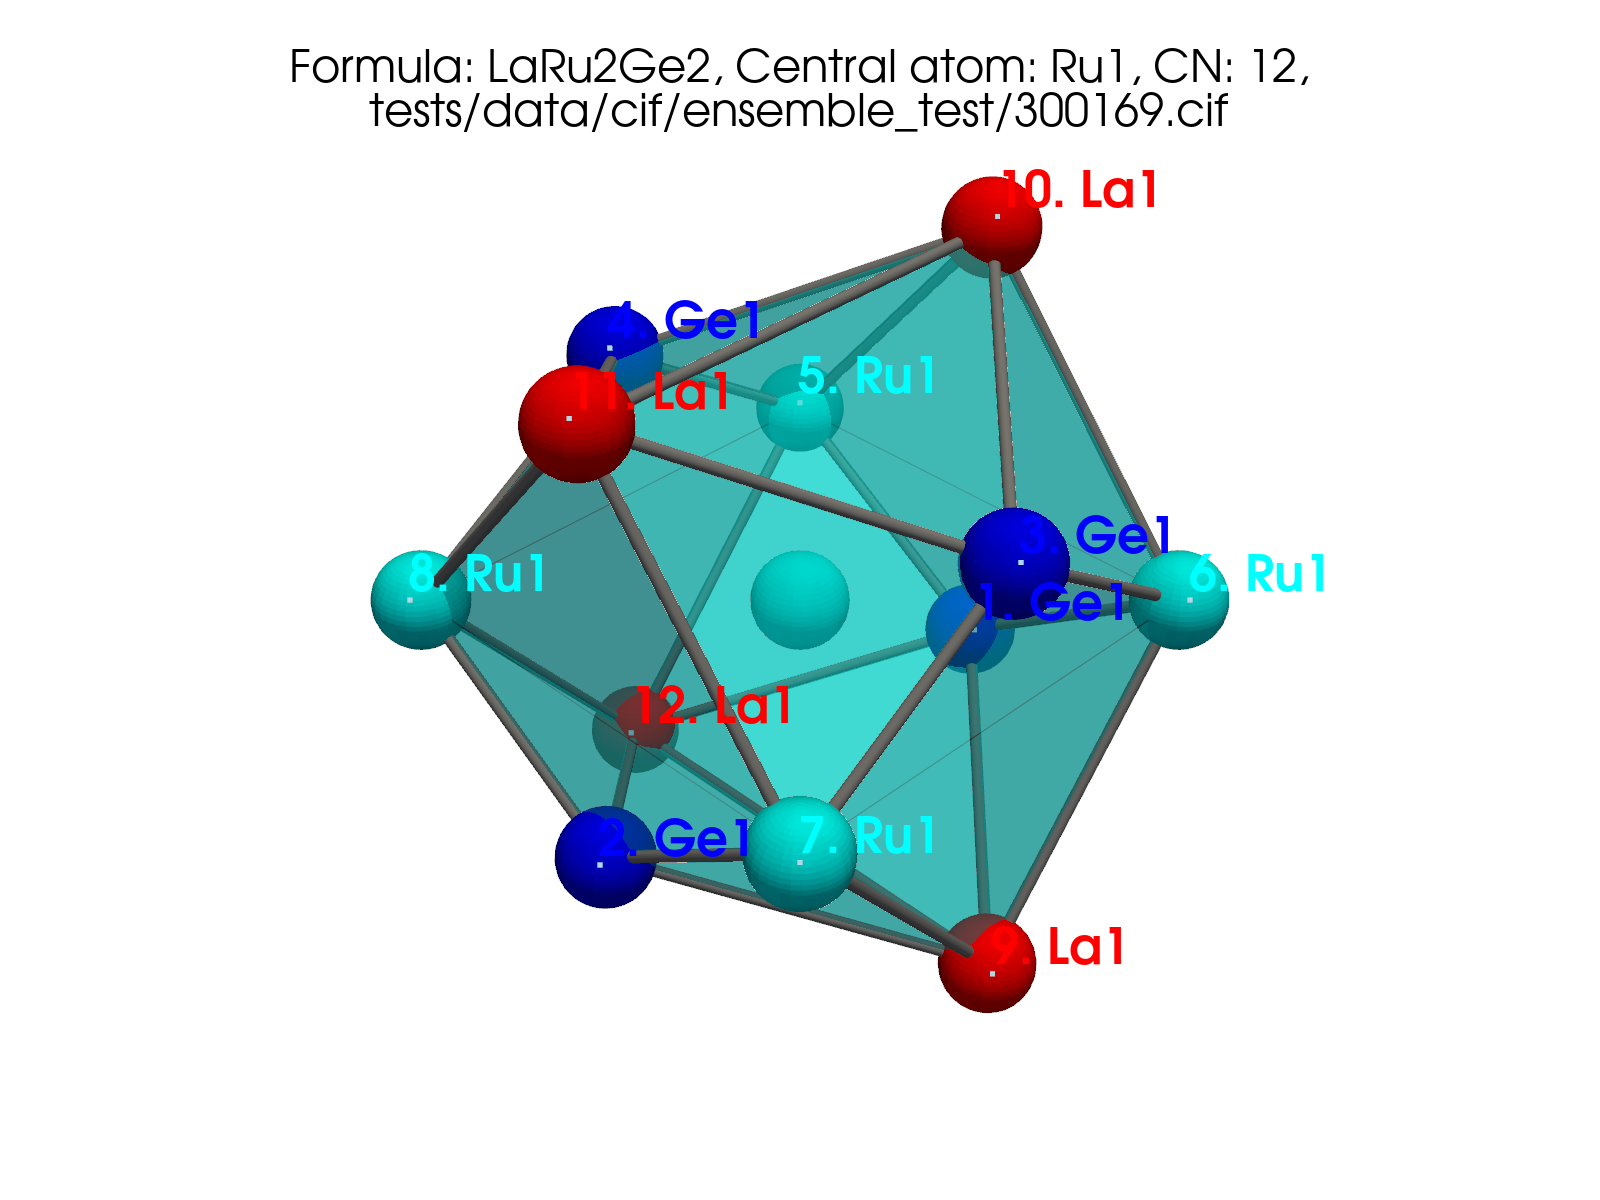 Formula: LaRu2Ge2, Central atom: Ru1, CN: 12,
tests/data/cif/ensemble_test/300169.cif
10. La1
4. Ge1
5. Ru1
11. La1
3. Ge1
8. Ru1
6. Ru1
1. Ge1
12. La1
2. Ge1
7. Ru1
9. La1